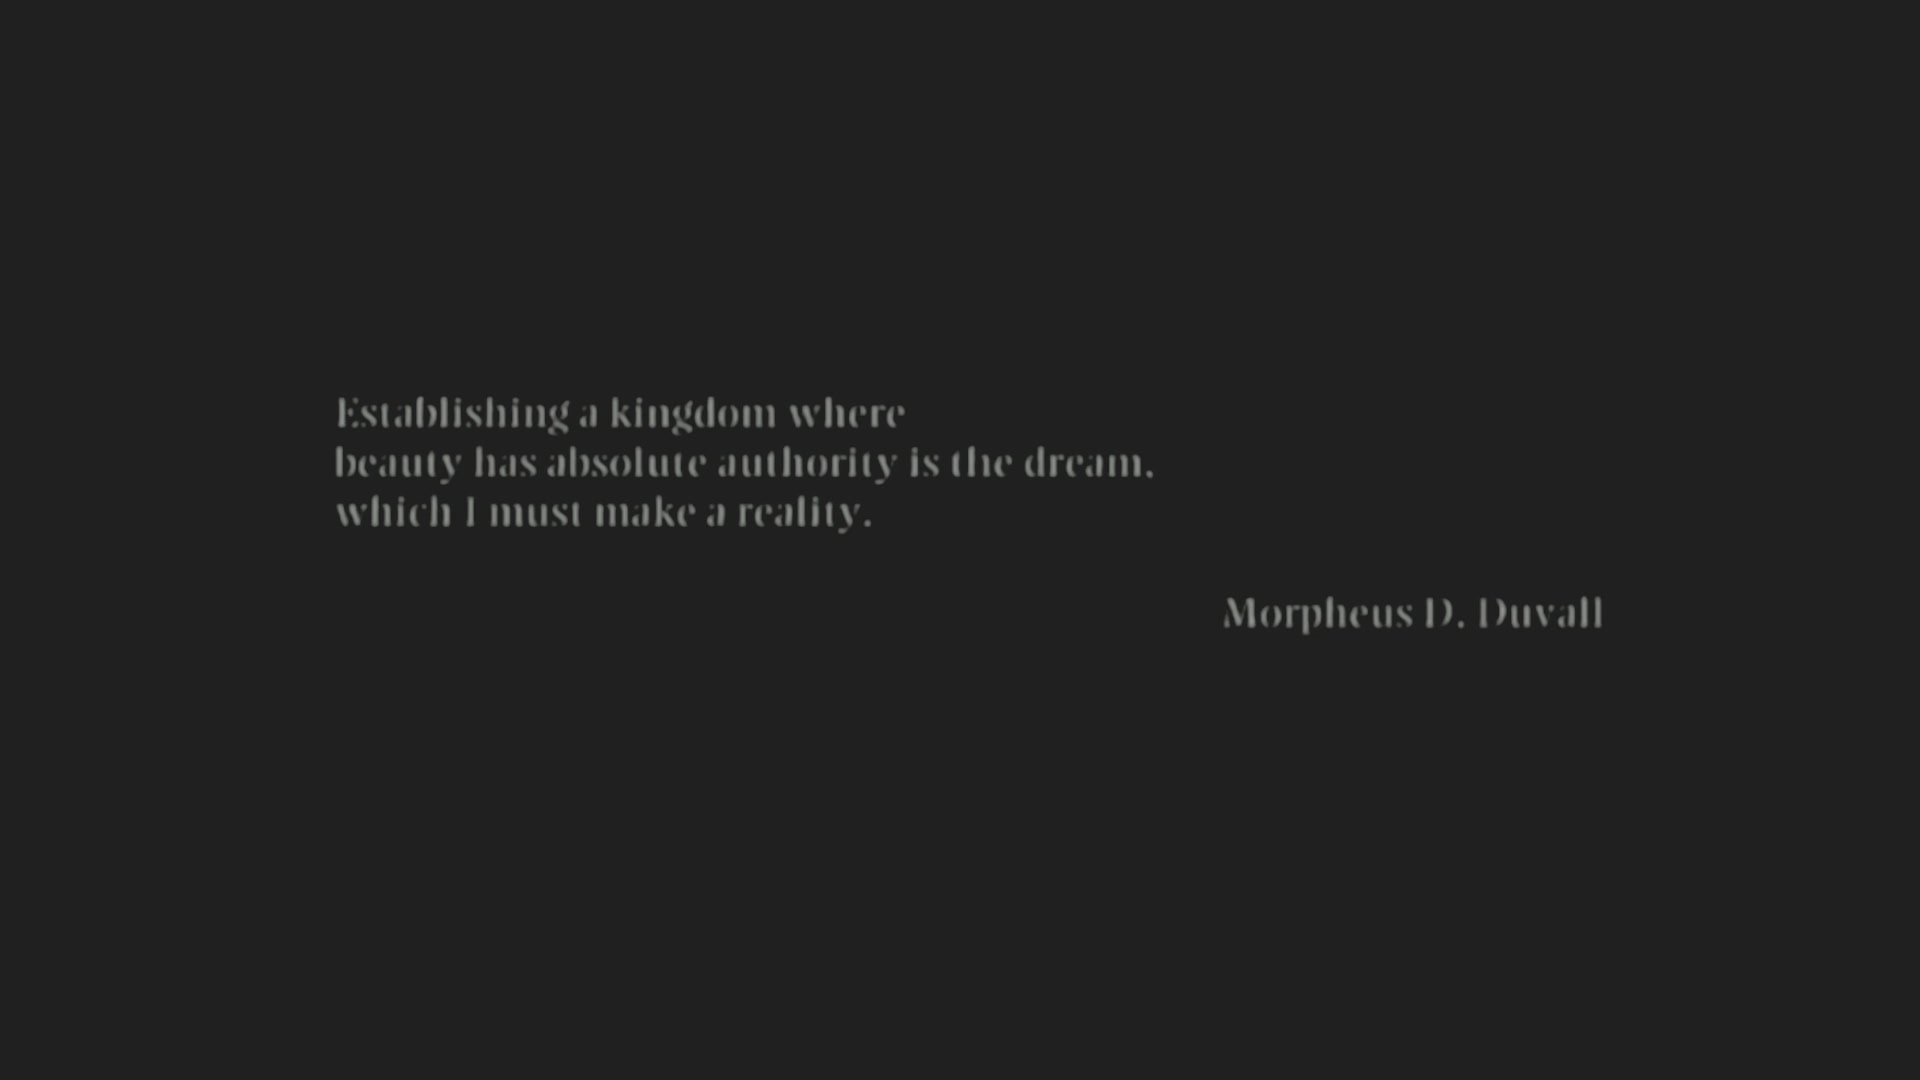 Establishing a kingdom where
beauty has absolute authority is the dream,
which I must make a reality.
Morpheus D. Duvall